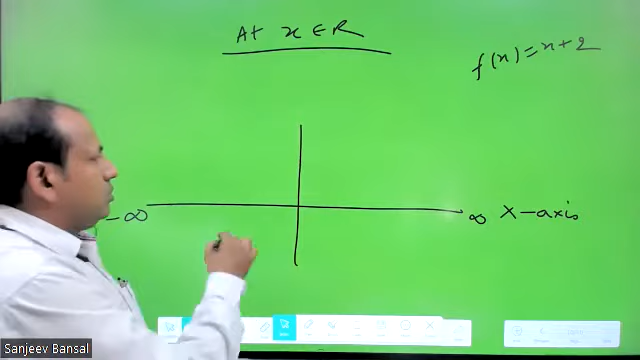 At x ∈ R
f(x) = x + 2
- ∞
∞ X - axis
Sanjeev Bansal